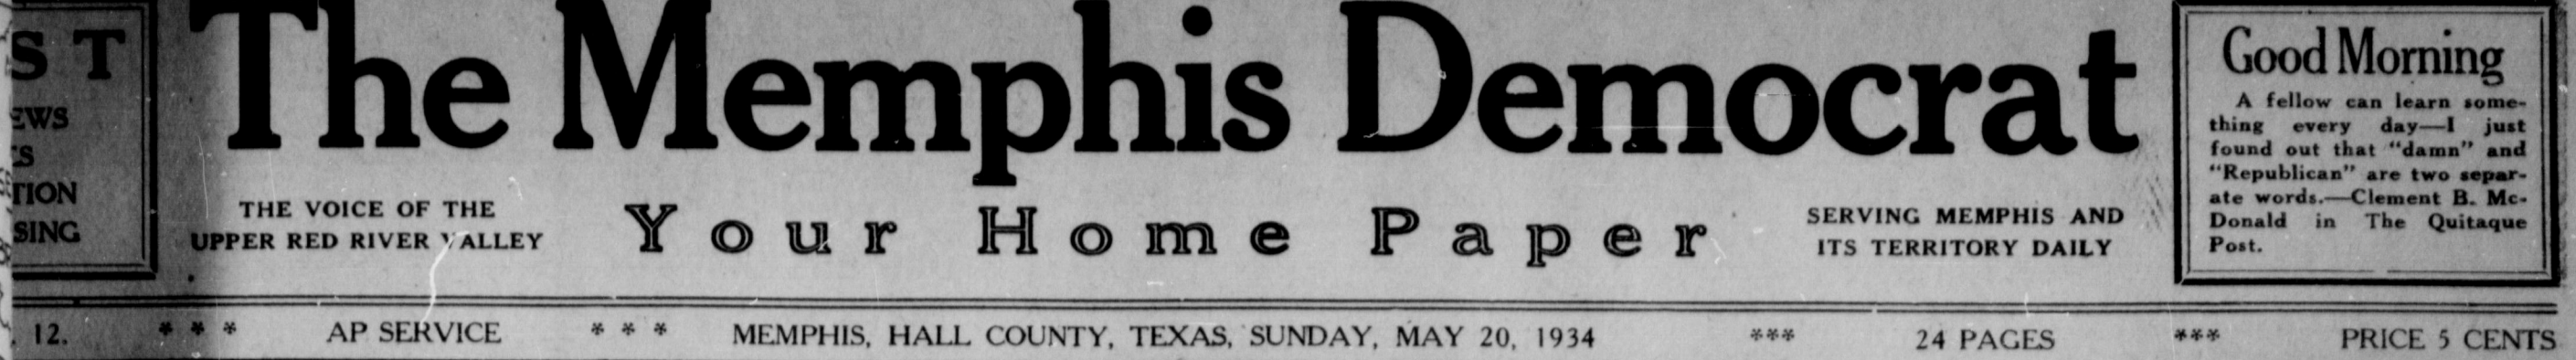 ST
The Memphis Democrat
TION
SING
THE VOICE OF THE
UPPER RED RIVER VALLEY
Your Home Paper
SERVING MEMPHIS AND
ITS TERRITORY DAILY
Good Morning
A fellow can learn some-
thing every day—I just
found out that "damn" and
"Republican" are two separ-
ate words.—Clement B. Mc-
Donald in The Quitaque
Post.
12. * * * AP SERVICE * * * MEMPHIS, HALL COUNTY, TEXAS, SUNDAY, MAY 20, 1934 *** 24 PAGES *** PRICE 5 CENTS